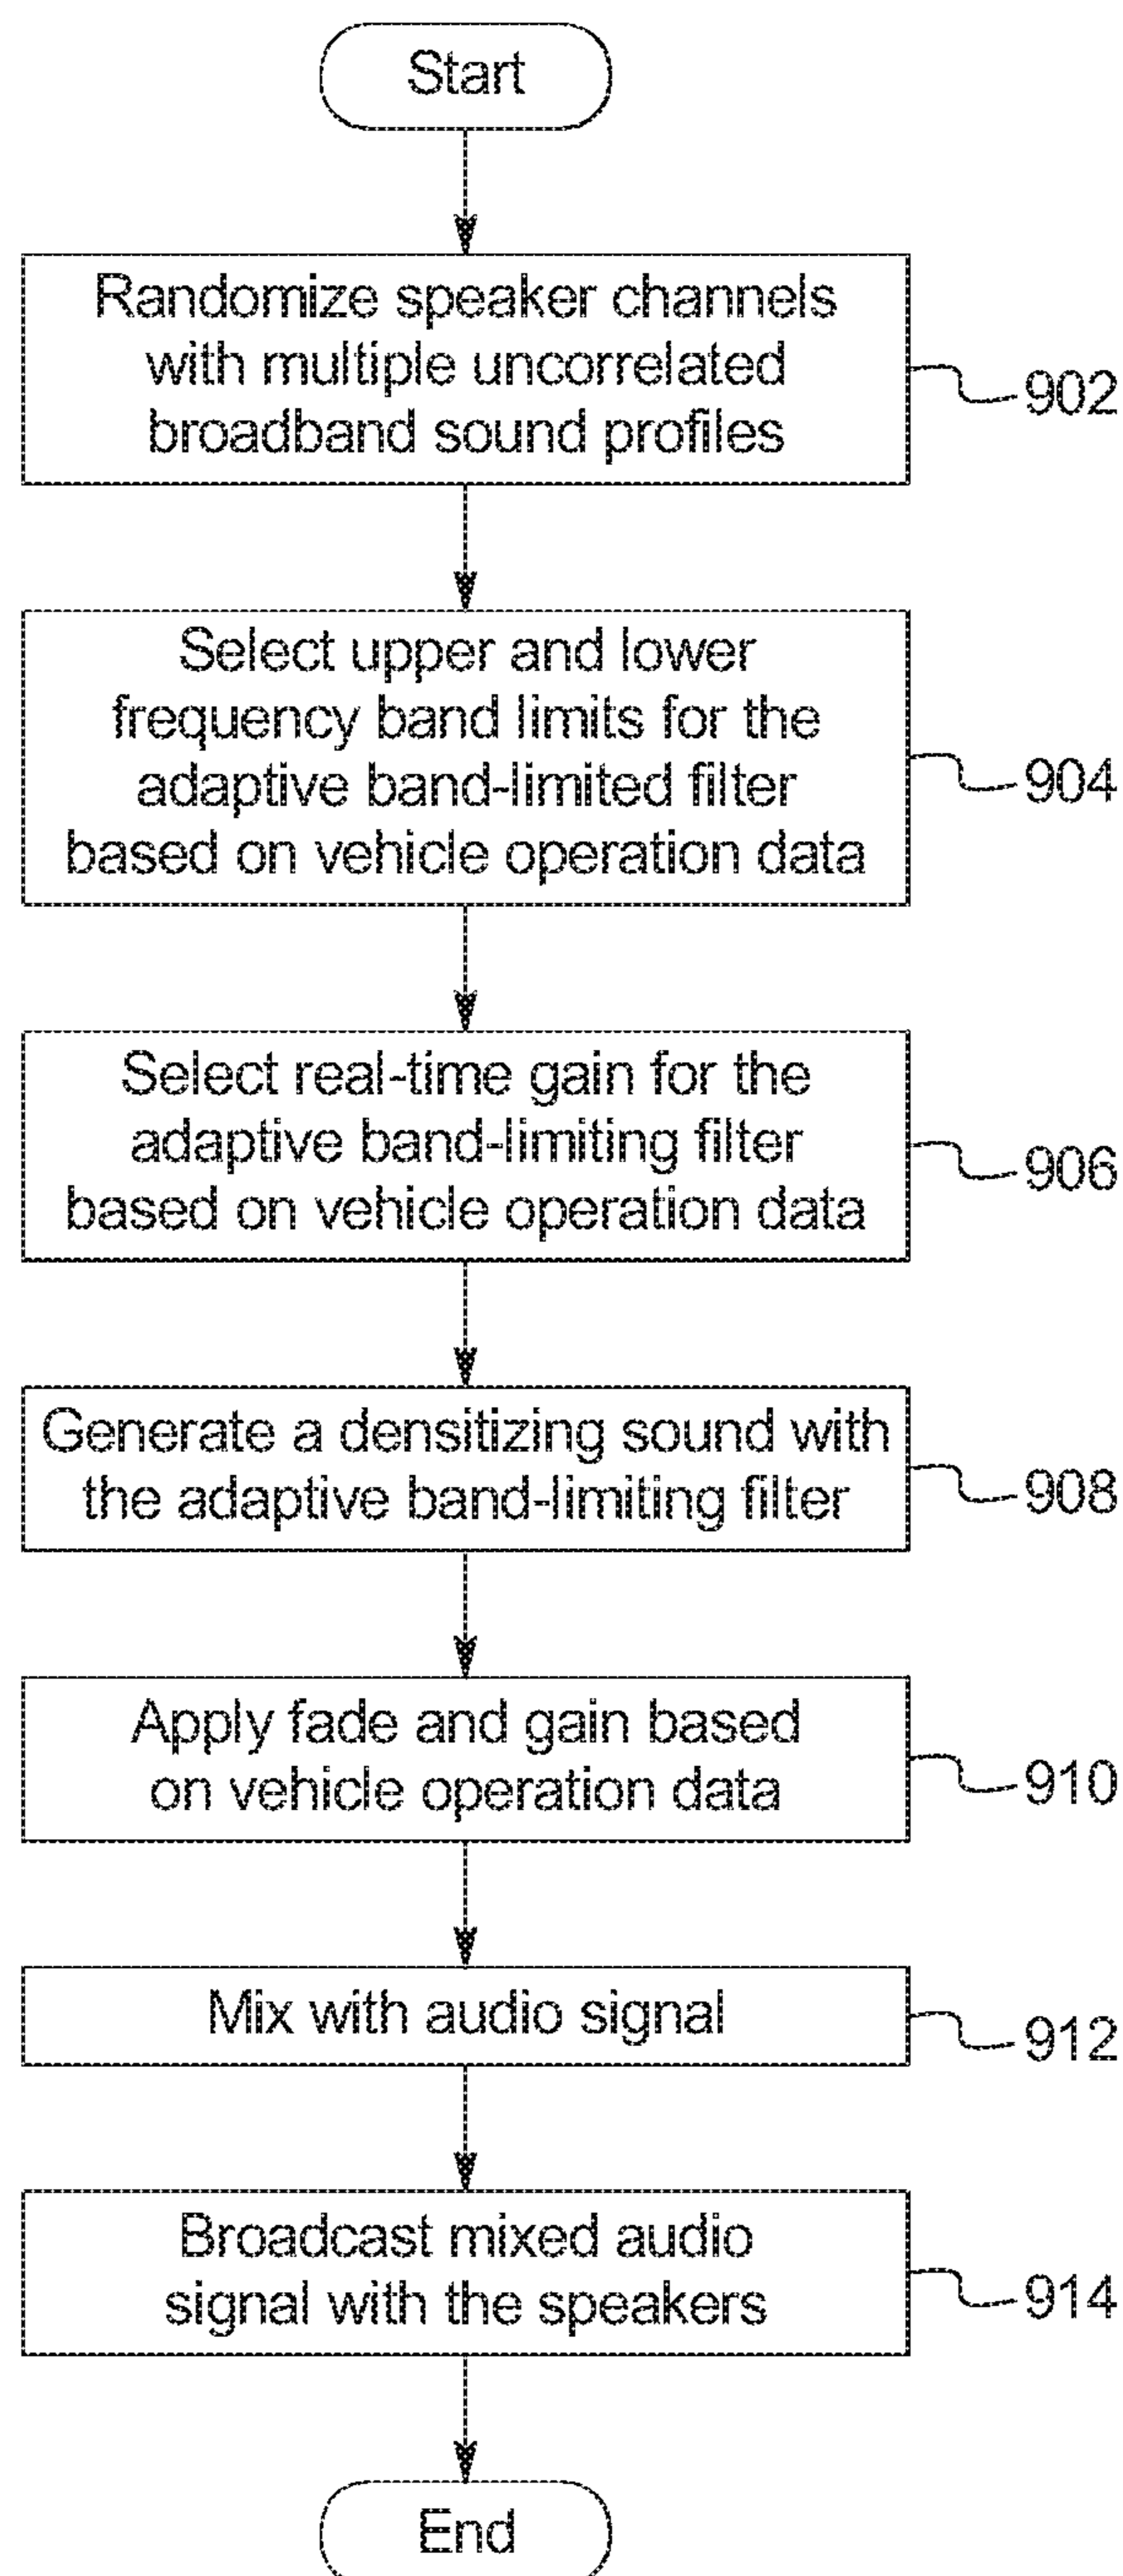 Start
Randomize speaker channels
with multiple uncorrelated
broadband sound profiles
902
Select upper and lower
frequency band limits for the
adaptive band-limited filter
based on vehicle operation data
904
Select real-time gain for the
adaptive band-limiting filter
based on vehicle operation data
906
Generate a densitizing sound with
the adaptive band-limiting filter
908
Apply fade and gain based
on vehicle operation data
910
Mix with audio signal
912
Broadcast mixed audio
signal with the speakers
914
End